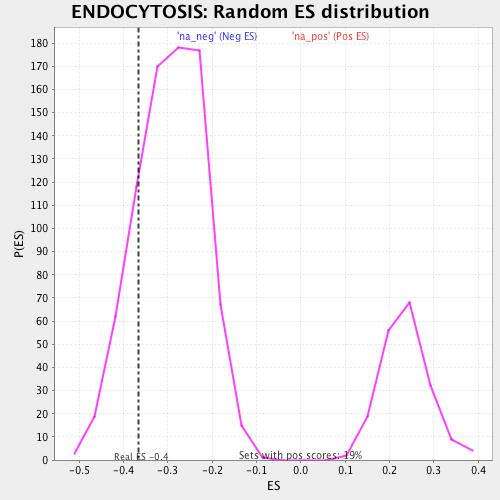 ENDOCYTOSIS: Random ES distribution
'na_neg' (Neg ES) 'na_pos' (Pos ES)
180
170
160
150
140
130
120
110
100
90
80
70
60
50
40
30
20
10
0
P(ES)
Real ES -0.4
Sets with pos scores: 19%
-0.5 -0.4 -0.3 -0.2 -0.1 0.0 0.1 0.2 0.3 0.4
ES